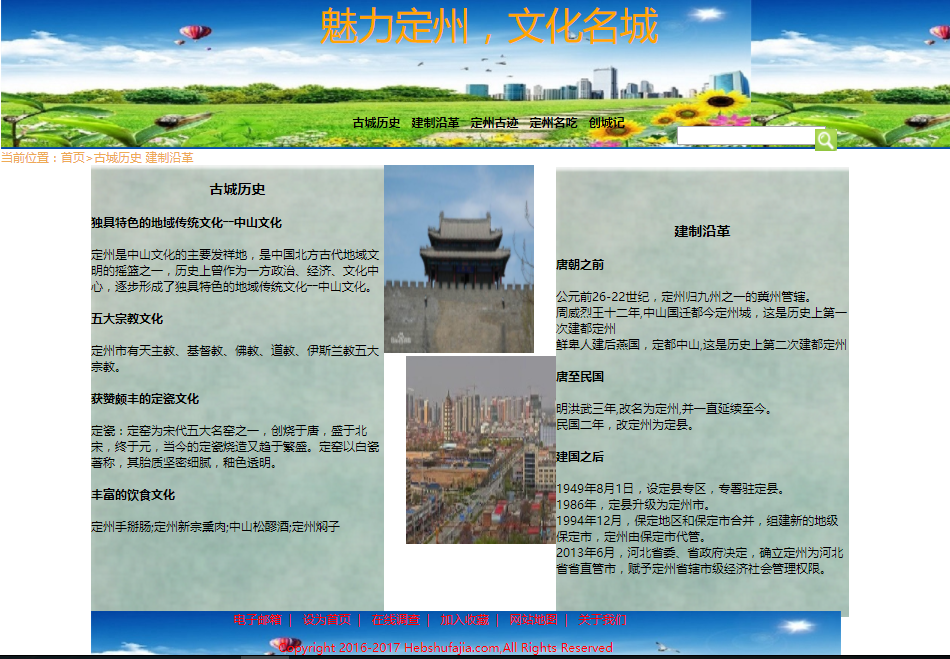 魅力定州，文化名城
古城历史 建制沿革 定州古迹 定州名吃 创城记
当前位置：首页>古城历史 建制沿革
古城历史
独具特色的地域传统文化--中山文化
定州是中山文化的主要发祥地，是中国北方古代地域文
明的摇篮之一，历史上曾作为一方政治、经济、文化中
心，逐步形成了独具特色的地域传统文化--中山文化。
五大宗教文化
定州市有天主教、基督教、佛教、道教、伊斯兰教五大
宗教。
获赞颇丰的定瓷文化
定瓷：定窑为宋代五大名窑之一，创烧于唐，盛于北
宋，终于元，当今的定瓷烧造又趋于繁盛。定窑以白瓷
著称，其胎质坚密细腻，釉色透明。
丰富的饮食文化
定州手掰肠;定州新宗熏肉;中山松醪酒;定州焖子
建制沿革
唐朝之前
公元前26-22世纪，定州归九州之一的冀州管辖。
周威烈王十二年,中山国迁都今定州城，这是历史上第一
次建都定州
鲜卑人建后燕国，定都中山,这是历史上第二次建都定州
唐至民国
明洪武三年,改名为定州,并一直延续至今。
民国二年，改定州为定县。
建国之后
1949年8月1日，设定县专区，专署驻定县。
1986年，定县升级为定州市。
1994年12月，保定地区和保定市合并，组建新的地级
保定市，定州由保定市代管。
2013年6月，河北省委、省政府决定，确立定州为河北
省省直管市，赋予定州省辖市级经济社会管理权限。
电子邮箱 | 设为首页 | 在线调查 | 加入收藏 | 网站地图 | 关于我们
Copyright 2016-2017 Hebshufajia.com,All Rights Reserved